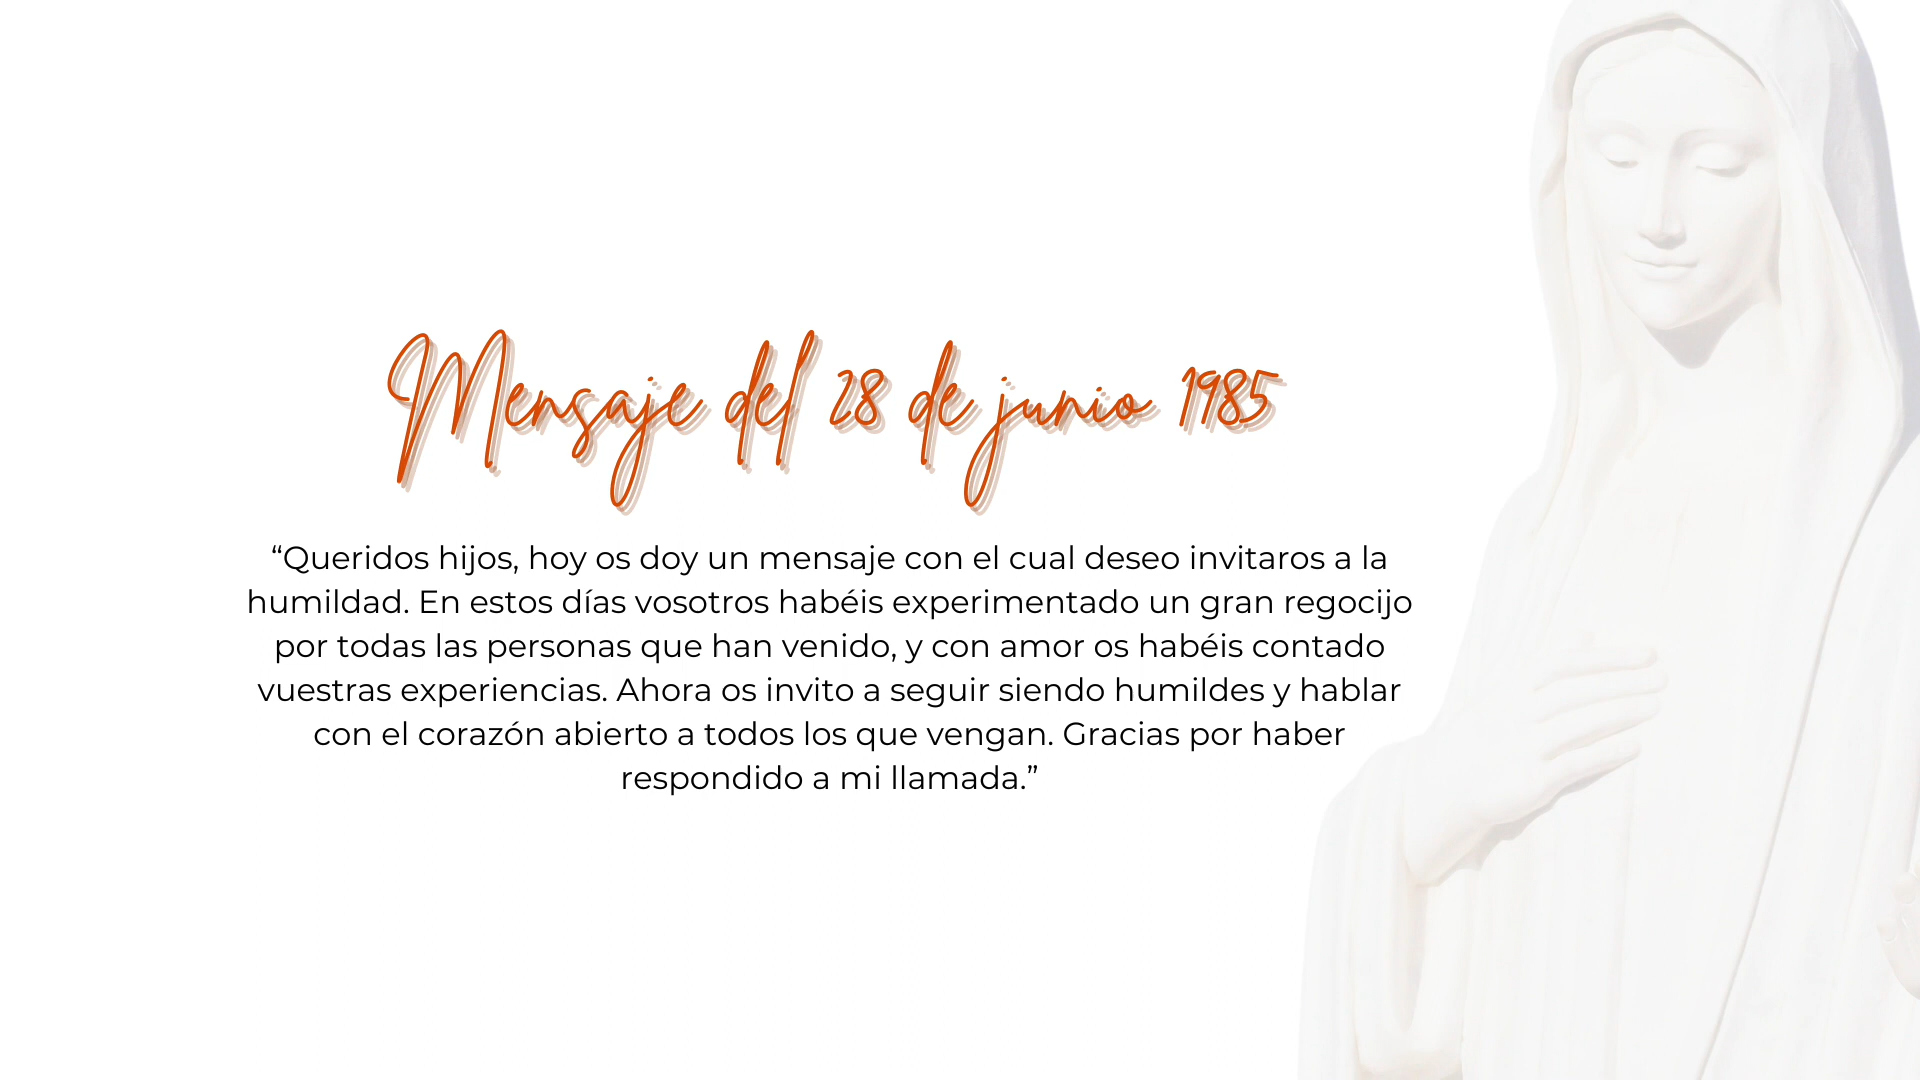 Mensaje del 28 de junio 1985
“Queridos hijos, hoy os doy un mensaje con el cual deseo invitaros a la
humildad. En estos días vosotros habéis experimentado un gran regocijo
por todas las personas que han venido, y con amor os habéis contado
vuestras experiencias. Ahora os invito a seguir siendo humildes y hablar
con el corazón abierto a todos los que vengan. Gracias por haber
respondido a mi llamada.”